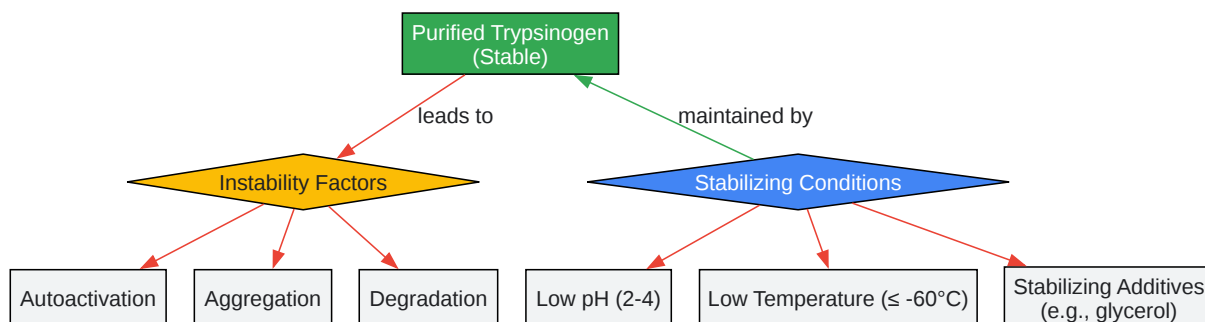 Purified Trypsinogen
(Stable)
leads to
maintained by
Instability Factors
Stabilizing Conditions
Autoactivation
Aggregation
Degradation
Low pH (2-4)
Low Temperature (≤ -60°C)
Stabilizing Additives
(e.g., glycerol)